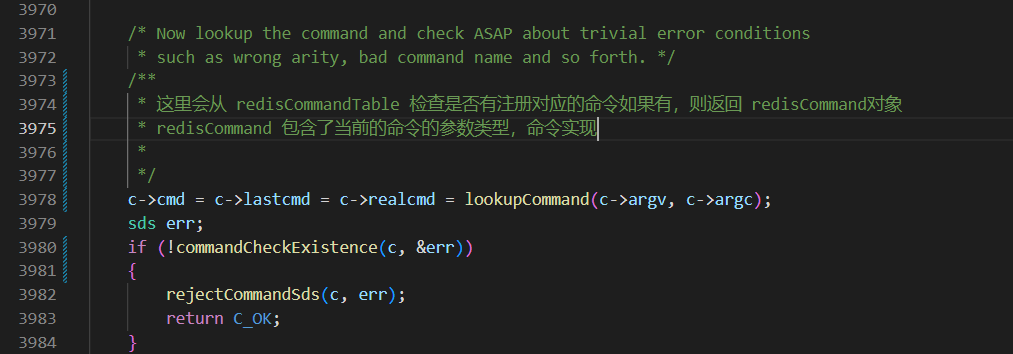 3970
3971 /* Now lookup the command and check ASAP about trivial error conditions
3972 * such as wrong arity, bad command name and so forth. */
3973 /**
3974 * 这里会从 redisCommandTable 检查是否有注册对应的命令如果有，则返回 redisCommand对象
3975 * redisCommand 包含了当前的命令的参数类型，命令实现
3976 *
3977 */
3978 c->cmd = c->lastcmd = c->realcmd = lookupCommand(c->argv, c->argc);
3979 sds err;
3980 if (!commandCheckExistence(c, &err))
3981 {
3982 rejectCommandSds(c, err);
3983 return C_OK;
3984 }